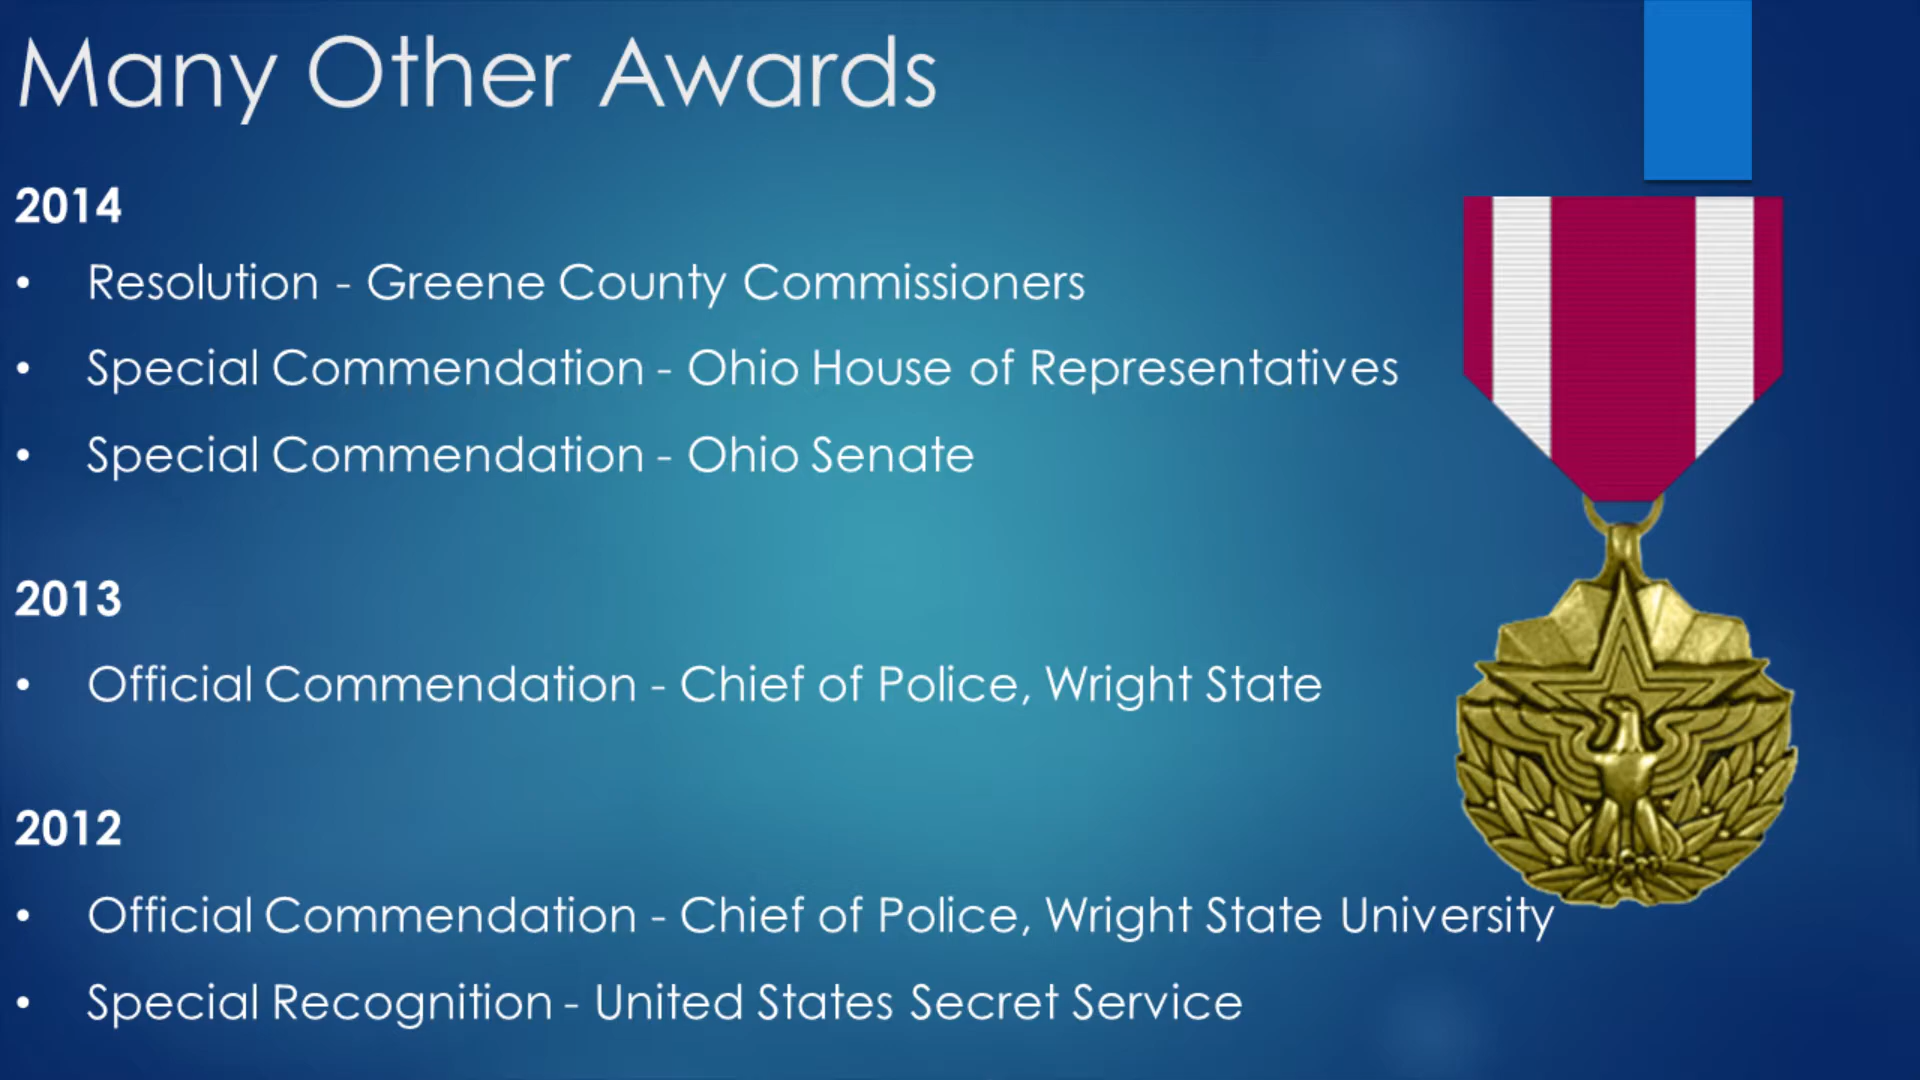 Many Other Awards
2014
• Resolution - Greene County Commissioners
• Special Commendation - Ohio House of Representatives
• Special Commendation - Ohio Senate
2013
• Official Commendation - Chief of Police, Wright State
2012
• Official Commendation - Chief of Police, Wright State University
• Special Recognition - United States Secret Service